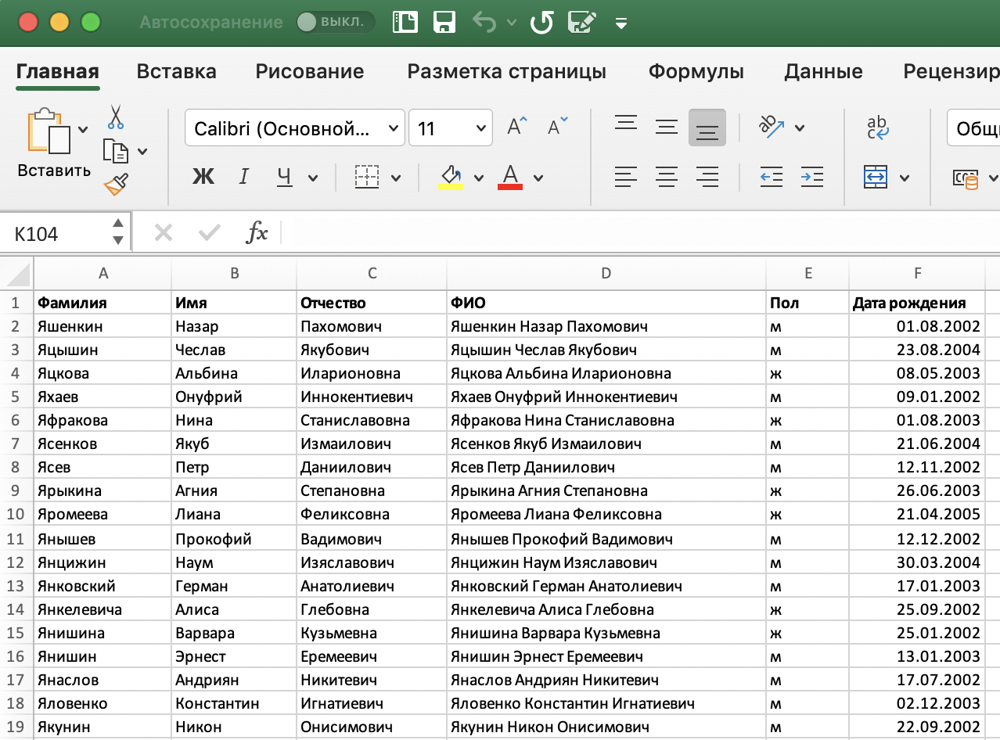 Автосохранение ВЫКЛ.
Главная Вставка Рисование Разметка страницы Формулы Данные Рецензир
Вставить Calibri (Основной... 11 A A ab c Общ
Ж I Ч A
K104 fx
A B C D E F
1 Фамилия Имя Отчество ФИО Пол Дата рождения
2 Яшенкин Назар Пахомович Яшенкин Назар Пахомович м 01.08.2002
3 Яцышин Чеслав Якубович Яцышин Чеслав Якубович м 23.08.2004
4 Яцкова Альбина Иларионовна Яцкова Альбина Иларионовна ж 08.05.2003
5 Яхаев Онуфрий Иннокентиевич Яхаев Онуфрий Иннокентиевич м 09.01.2002
6 Яфракова Нина Станиславовна Яфракова Нина Станиславовна ж 01.08.2003
7 Ясенков Якуб Измаилович Ясенков Якуб Измаилович м 21.06.2004
8 Ясев Петр Даниилович Ясев Петр Даниилович м 12.11.2002
9 Ярыкина Агния Степановна Ярыкина Агния Степановна ж 26.06.2003
10 Яромеева Лиана Феликсовна Яромеева Лиана Феликсовна ж 21.04.2005
11 Янышев Прокофий Вадимович Янышев Прокофий Вадимович м 12.12.2002
12 Янцижин Наум Изяславович Янцижин Наум Изяславович м 30.03.2004
13 Янковский Герман Анатолиевич Янковский Герман Анатолиевич м 17.01.2003
14 Янкелевича Алиса Глебовна Янкелевича Алиса Глебовна ж 25.09.2002
15 Янишина Варвара Кузьмевна Янишина Варвара Кузьмевна ж 25.01.2002
16 Янишин Эрнест Еремеевич Янишин Эрнест Еремеевич м 13.01.2003
17 Янаслов Андриян Никитевич Янаслов Андриян Никитевич м 17.07.2002
18 Яловенко Константин Игнатиевич Яловенко Константин Игнатиевич м 02.12.2003
19 Якунин Никон Онисимович Якунин Никон Онисимович м 22.09.2002